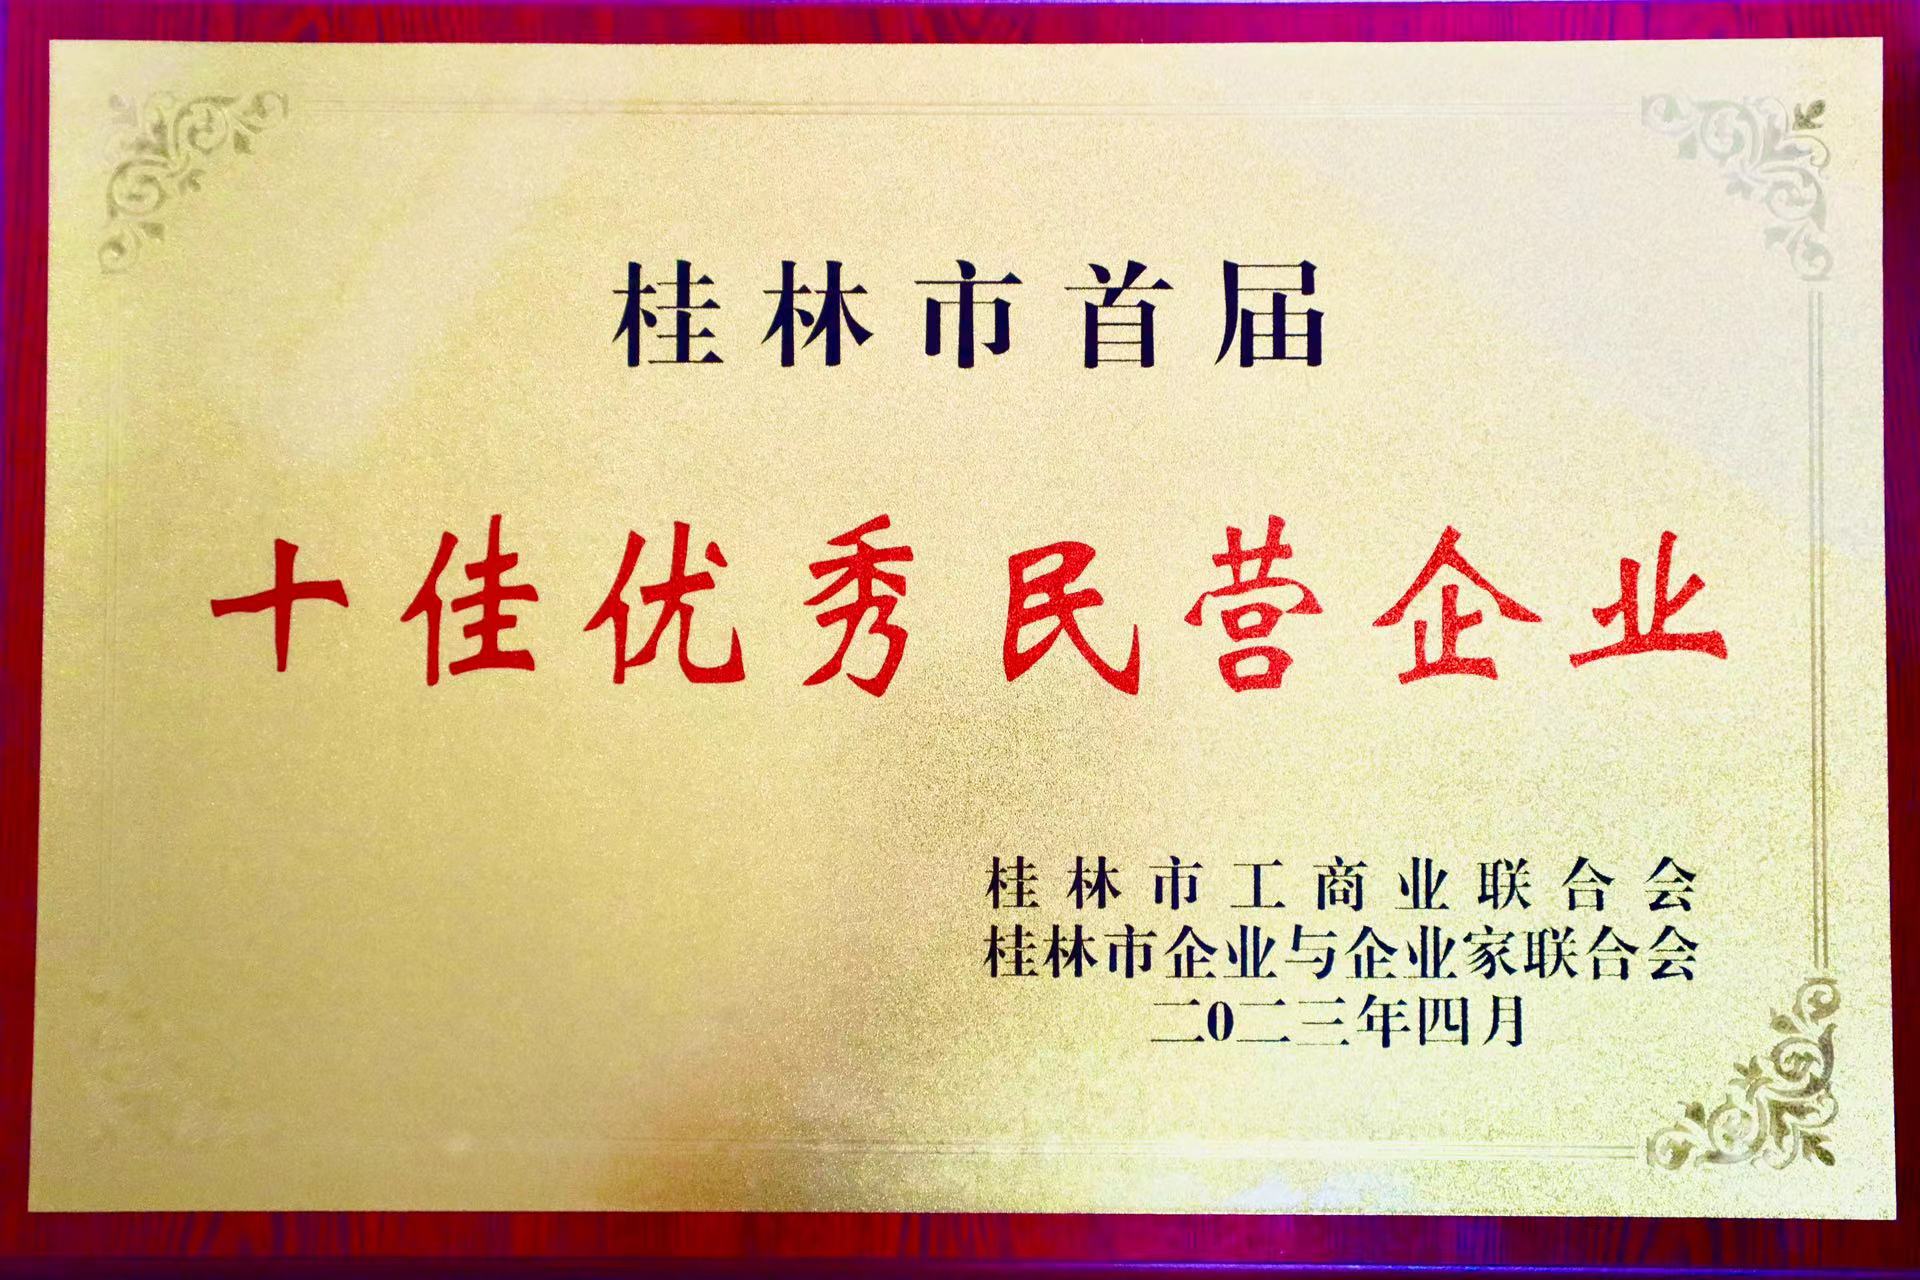 桂林市首届
十佳优秀民营企业
桂林市工商业联合会
桂林市企业与企业家联合会
二0二三年四月